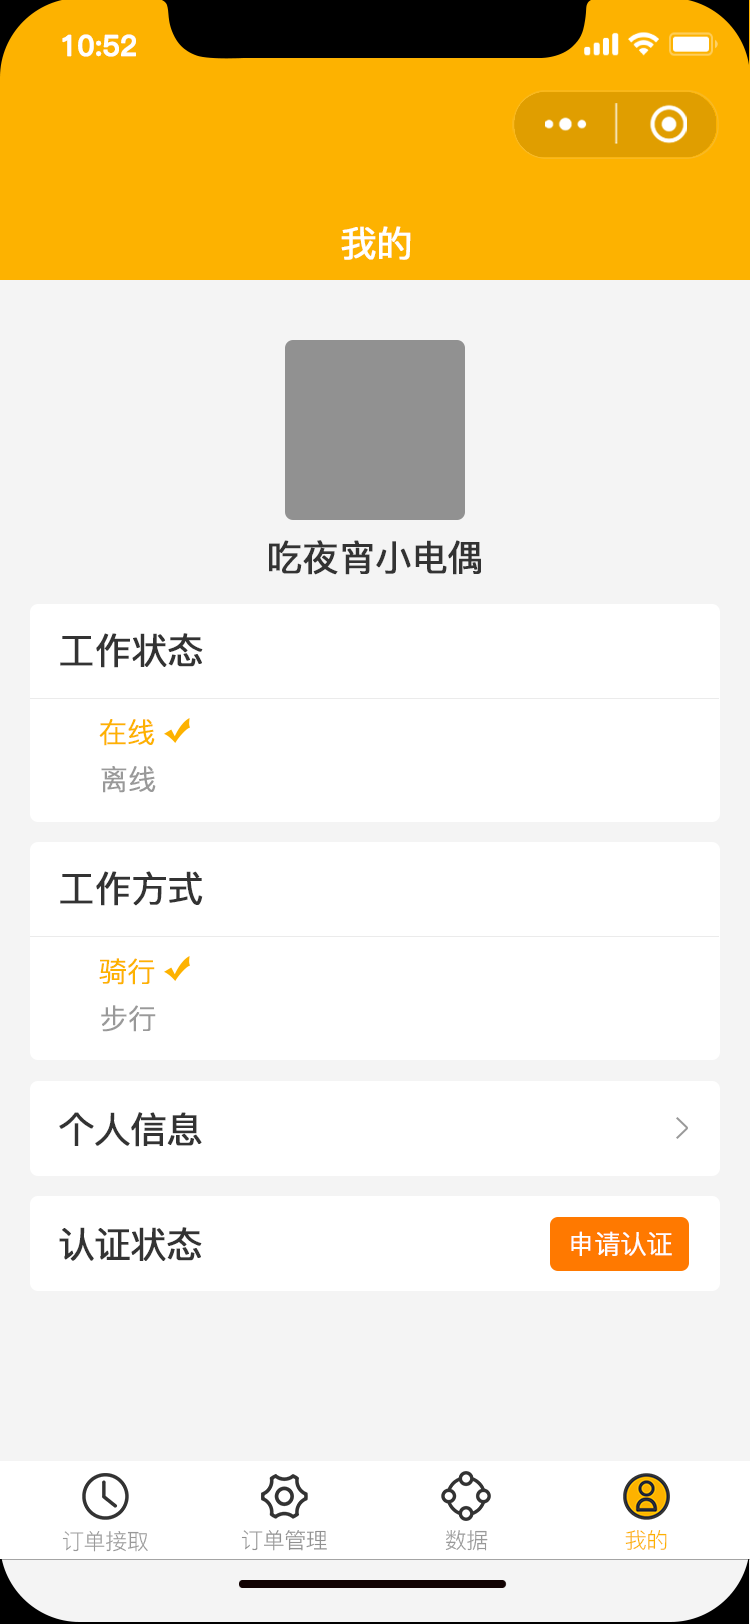 10:52
我的
吃夜宵小电偶
工作状态
在线
离线
工作方式
骑行
步行
个人信息
认证状态
申请认证
订单接取
订单管理
数据
我的